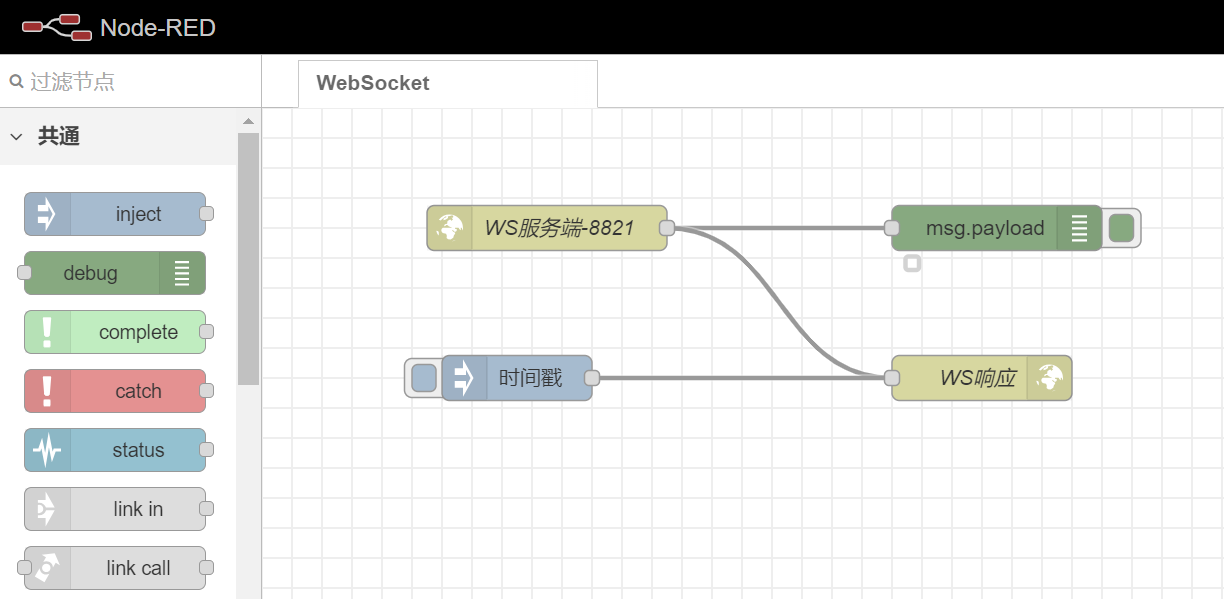 Node-RED
过滤节点
WebSocket
共通
inject
WS服务端-8821
msg.payload
debug
complete
时间戳
WS响应
catch
status
link in
link call